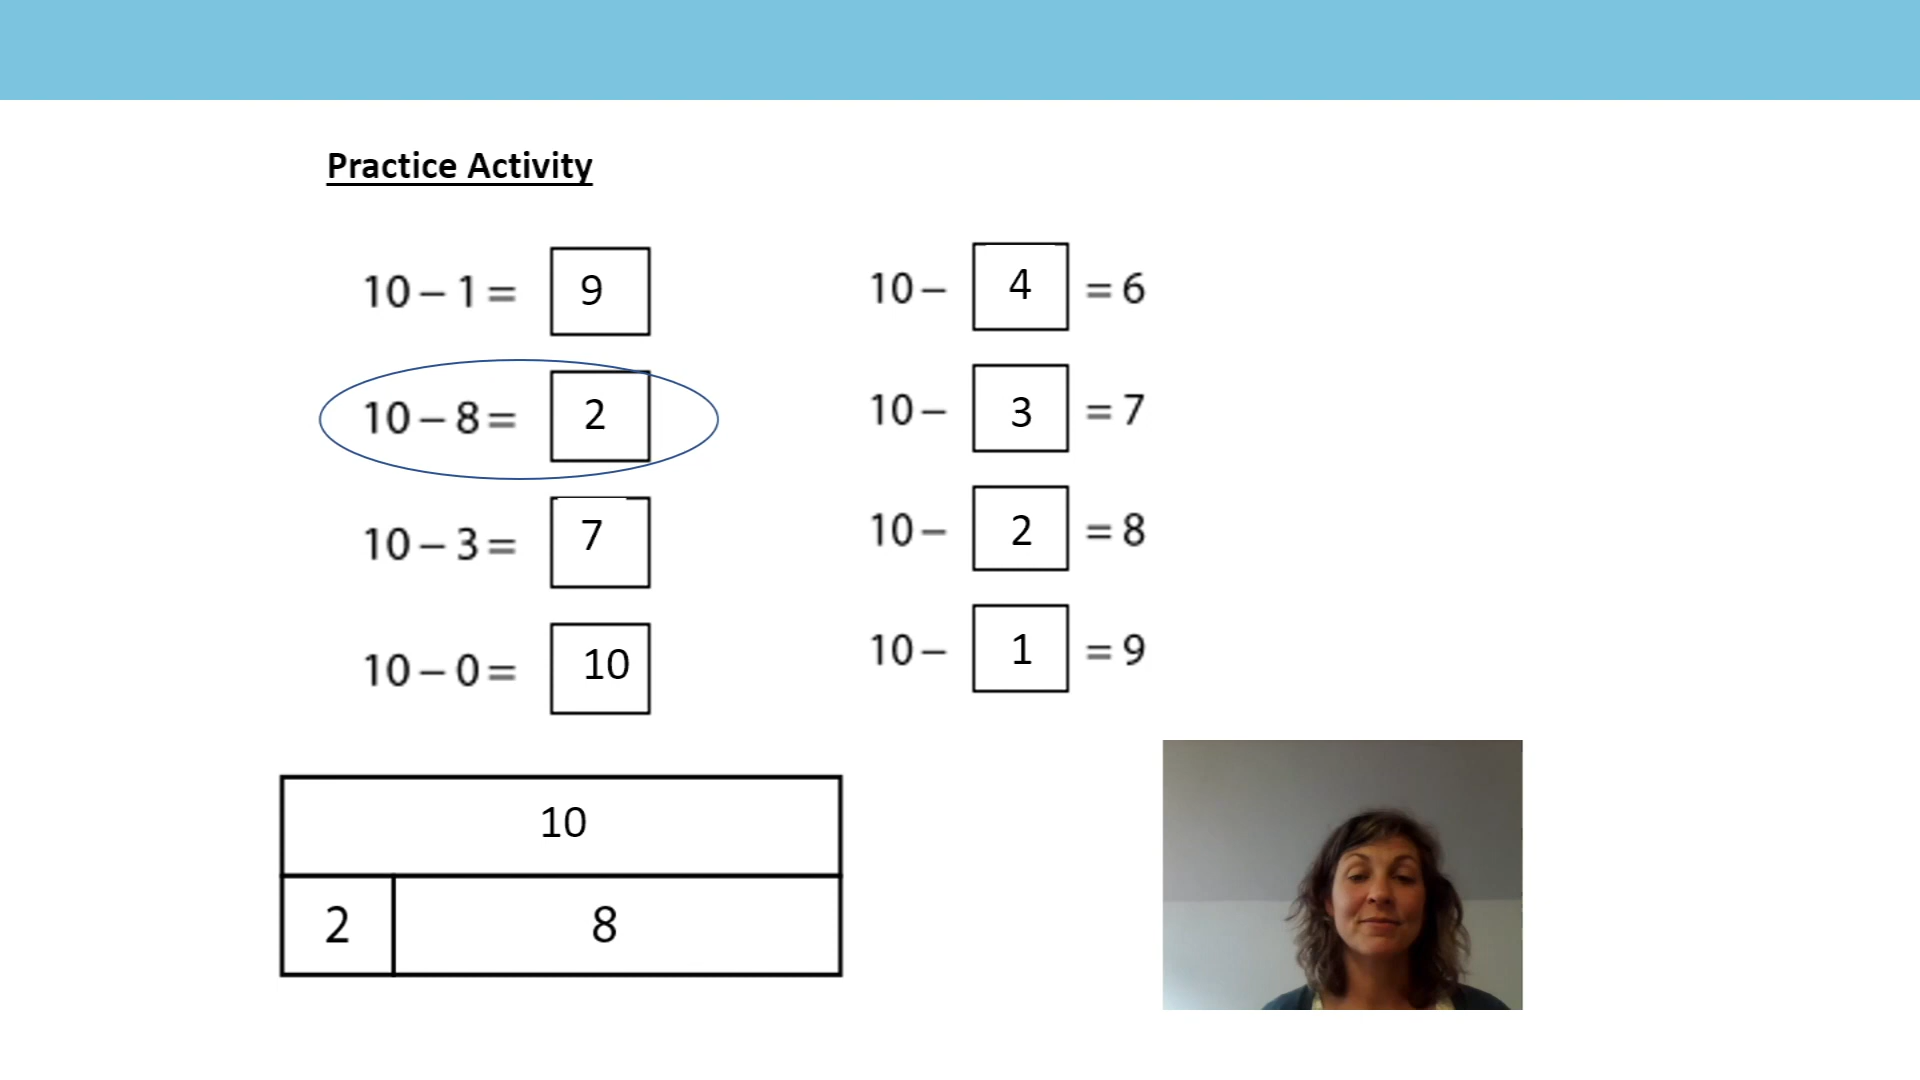 Practice Activity
10 – 1 = 9
10 – 8 = 2
10 – 3 = 7
10 – 0 = 10
10 – 4 = 6
10 – 3 = 7
10 – 2 = 8
10 – 1 = 9
10
2 8